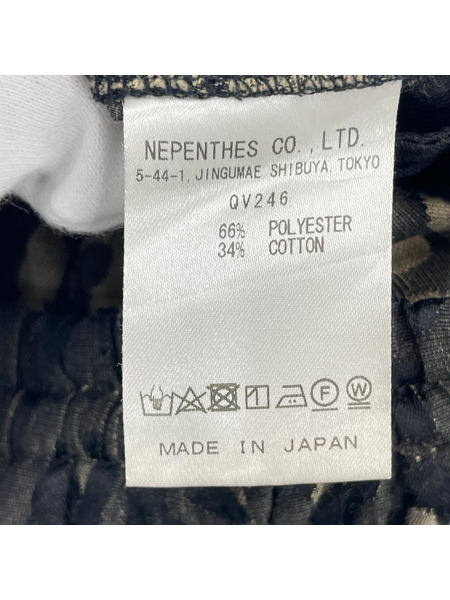 NEPENTHES CO.,LTD.
5-44-1, JINGUMAE SHIBUYA, TOKYO
QV246
66% POLYESTER
34% COTTON
F W
MADE IN JAPAN